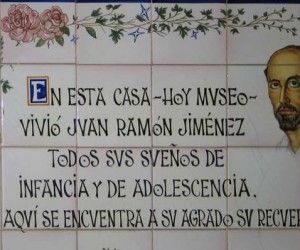 EN ESTA CASA-HOY MVSEO-
VIVIÓ JVAN RAMÓN JIMÉNEZ
TODOS SVS SVEÑOS DE
INFANCIA Y DE ADOLESCENCIA.
AQVÍ SE ENCVENTRA A SV AGRADO SV RECVE